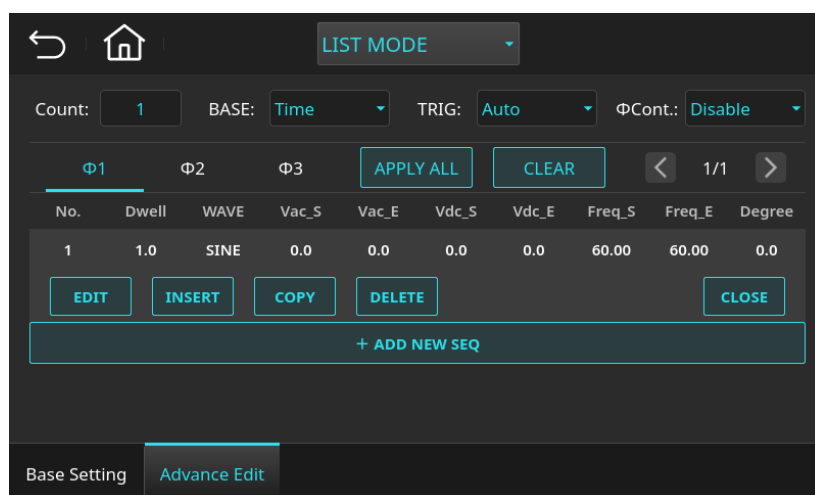 LIST MODE
Count: 1 BASE: Time TRIG: Auto ΦCont.: Disable
Φ1 Φ2 Φ3 APPLY ALL CLEAR 1/1
No. Dwell WAVE Vac_S Vac_E Vdc_S Vdc_E Freq_S Freq_E Degree
1 1.0 SINE 0.0 0.0 0.0 0.0 60.00 60.00 0.0
EDIT INSERT COPY DELETE CLOSE
+ ADD NEW SEQ
Base Setting Advance Edit